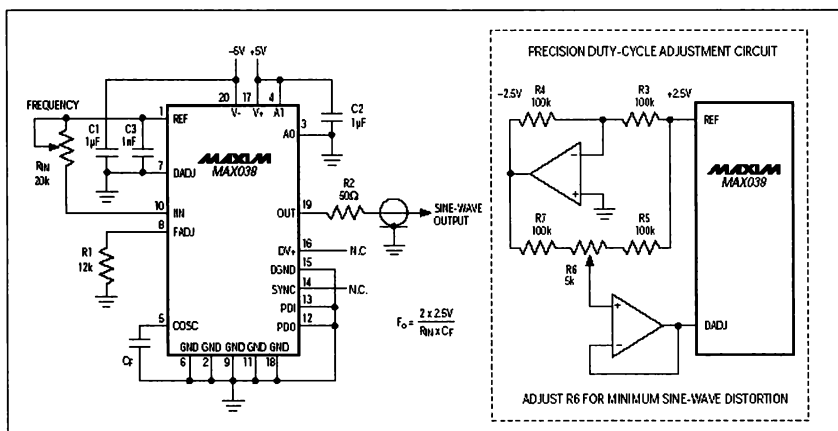 -5V +5V
20 17 4
V- V+ A1
FREQUENCY
1
REF
C1
1µF
C3
1nF
C2
1µF
3
A0
RIN
20k
7
DADJ
MAXIM
MAX038
10
IIN
8
FADJ
R1
12k
OUT
19
R2
50Ω
SINE-WAVE
OUTPUT
DV+
16
N.C.
DGND
15
SYNC
14
N.C.
PDI
13
PD0
12
5
COSC
CF
GND GND GND GND GND
6 2 9 11 18
Fo = 2 x 2.5V
RIN x CF
PRECISION DUTY-CYCLE ADJUSTMENT CIRCUIT
-2.5V
R4
100k
R3
100k
+2.5V
REF
MAXIM
MAX038
-
+
R7
100k
R6
5k
R5
100k
+
-
DADJ
ADJUST R6 FOR MINIMUM SINE-WAVE DISTORTION